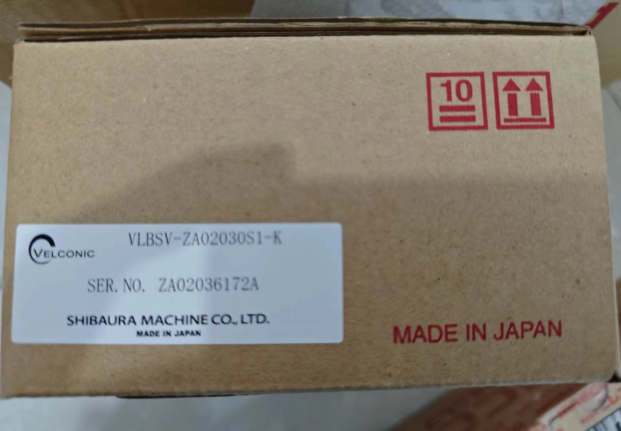 10
VELCONIC
VLBSV-ZA02030S1-K
SER. NO. ZA02036172A
SHIBAURA MACHINE CO., LTD.
MADE IN JAPAN
MADE IN JAPAN